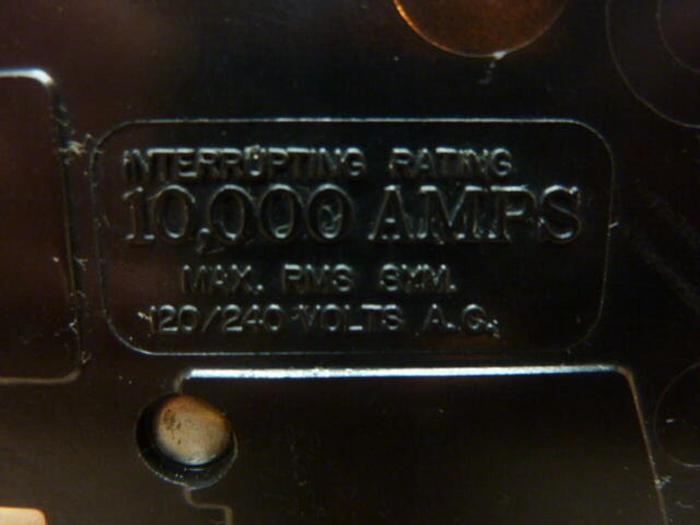 INTERRUPTING RATING
10,000 AMPS
MAX. RMS SYM.
120/240 VOLTS A.C.